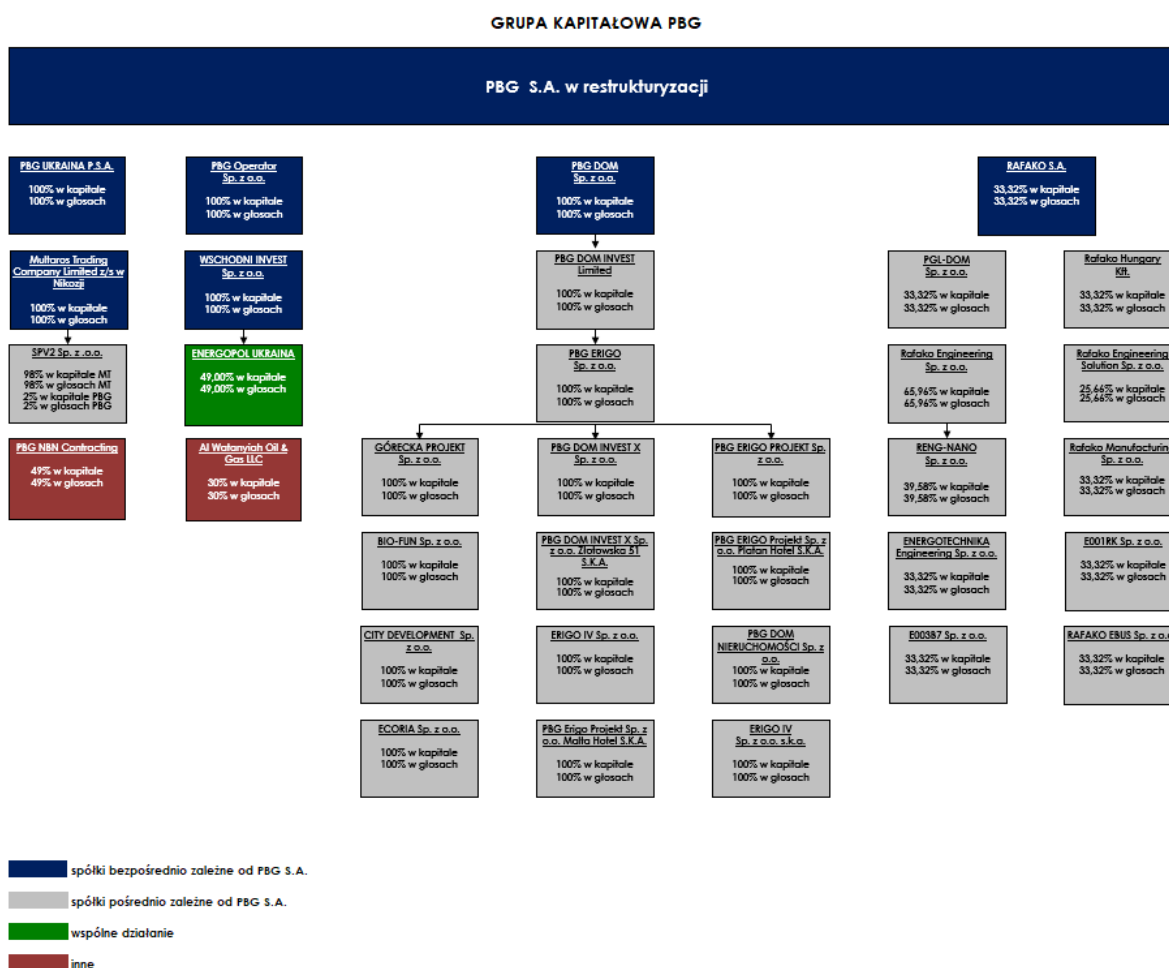 GRUPA KAPITAŁOWA PBG
PBG S.A. w restrukturyzacji
PBG UKRAINA P.S.A.
100% w kapitale
100% w głosach
PBG Operator
Sp. z o.o.
100% w kapitale
100% w głosach
PBG DOM
Sp. z o.o.
100% w kapitale
100% w głosach
RAFAKO S.A.
33,32% w kapitale
33,32% w głosach
Multaros Trading
Company Limited z/s w
Nikozji
100% w kapitale
100% w głosach
WSCHODNI INVEST
Sp. z o.o.
100% w kapitale
100% w głosach
PBG DOM INVEST
Limited
100% w kapitale
100% w głosach
PGL-DOM
Sp. z o.o.
33,32% w kapitale
33,32% w głosach
Rafako Hungary
Kft.
33,32% w kapitale
33,32% w głosach
SPV2 Sp. z .o.o.
98% w kapitale MT
98% w głosach MT
2% w kapitale PBG
2% w głosach PBG
ENERGOPOL UKRAINA
49,00% w kapitale
49,00% w głosach
PBG ERIGO
Sp. z o.o.
100% w kapitale
100% w głosach
Rafako Engineering
Sp. z o.o.
65,96% w kapitale
65,96% w głosach
Rafako Engineering
Solution Sp. z o.o.
25,66% w kapitale
25,66% w głosach
PBG NBN Contracting
49% w kapitale
49% w głosach
Al Watanyiah Oil &
Gas LLC
30% w kapitale
30% w głosach
GÓRECKA PROJEKT
Sp. z o.o.
100% w kapitale
100% w głosach
PBG DOM INVEST X
Sp. z o.o.
100% w kapitale
100% w głosach
PBG ERIGO PROJEKT Sp.
z o.o.
100% w kapitale
100% w głosach
RENG-NANO
Sp. z o.o.
39,58% w kapitale
39,58% w głosach
Rafako Manufacturing
Sp. z o.o.
33,32% w kapitale
33,32% w głosach
BIO-FUN Sp. z o.o.
100% w kapitale
100% w głosach
PBG DOM INVEST X Sp.
z o.o. Złotowska 51
S.K.A.
100% w kapitale
100% w głosach
PBG ERIGO Projekt Sp. z
o.o. Platan Hotel S.K.A.
100% w kapitale
100% w głosach
ENERGOTECHNIKA
Engineering Sp. z o.o.
33,32% w kapitale
33,32% w głosach
E001RK Sp. z o.o.
33,32% w kapitale
33,32% w głosach
CITY DEVELOPMENT Sp.
z o.o.
100% w kapitale
100% w głosach
ERIGO IV Sp. z o.o.
100% w kapitale
100% w głosach
PBG DOM
NIERUCHOMOŚCI Sp. z
o.o.
100% w kapitale
100% w głosach
E003B7 Sp. z o.o.
33,32% w kapitale
33,32% w głosach
RAFAKO EBUS Sp. z o.o.
33,32% w kapitale
33,32% w głosach
ECORIA Sp. z o.o.
100% w kapitale
100% w głosach
PBG Erigo Projekt Sp. z
o.o. Malta Hotel S.K.A.
100% w kapitale
100% w głosach
ERIGO IV
Sp. z o.o. s.k.a.
100% w kapitale
100% w głosach
spółki bezpośrednio zależne od PBG S.A.
spółki pośrednio zależne od PBG S.A.
wspólne działanie
inne